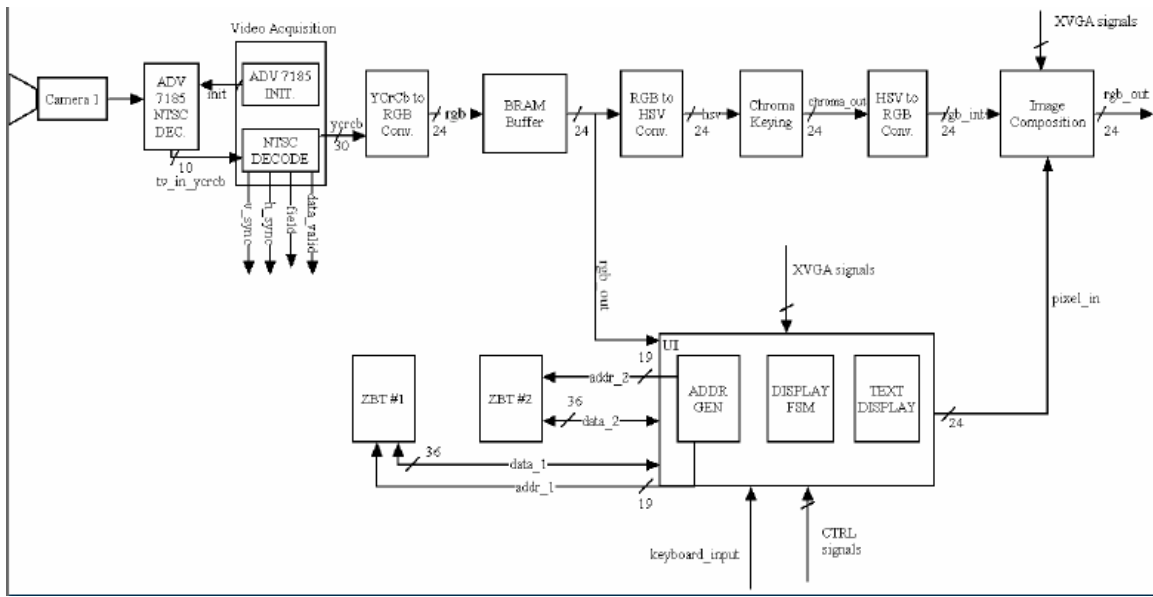 XVGA signals
Video Acquisition
Camera 1
ADV
7185
NTSC
DEC.
init
ADV 7185
INIT.
NTSC
DECODE
10
tv_in_ycrcb
ycrcb
30
v_sync
h_sync
field
data_valid
YCrCb to
RGB
Conv.
rgb
24
BRAM
Buffer
24
RGB to
HSV
Conv.
hsv
24
Chroma
Keying
chroma_out
24
HSV to
RGB
Conv.
rgb_int
24
Image
Composition
rgb_out
24
rgb_out
XVGA signals
pixel_in
UI
ADDR
GEN
DISPLAY
FSM
TEXT
DISPLAY
24
ZBT #1
ZBT #2
19
addr_2
36
data_2
36
data_1
addr_1
19
keyboard_input
CTRL
signals